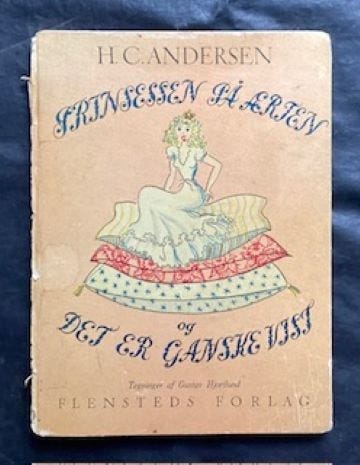 H.C. ANDERSEN
PRINSESSEN PÅ ÆRTEN
og
DET ER GANSKE VIST
Tegninger af Gustav Hjortlund
FLENSTEDS FORLAG